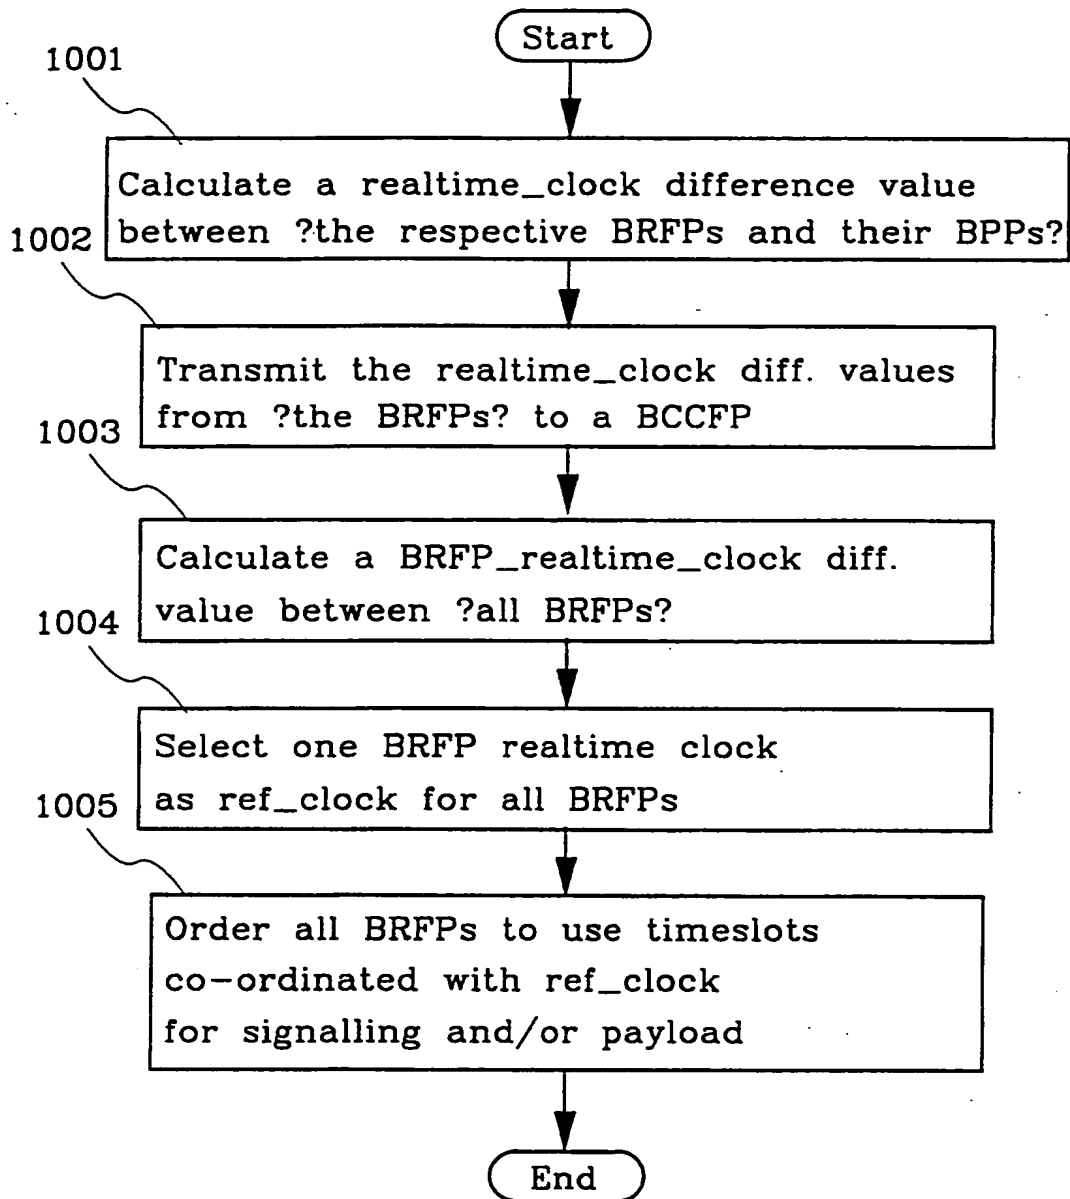 Start
1001
Calculate a realtime_clock difference value
between ?the respective BRFPs and their BPPs?
1002
Transmit the realtime_clock diff. values
from ?the BRFPs? to a BCCFP
1003
Calculate a BRFP_realtime_clock diff.
value between ?all BRFPs?
1004
Select one BRFP realtime clock
as ref_clock for all BRFPs
1005
Order all BRFPs to use timeslots
co-ordinated with ref_clock
for signalling and/or payload
End